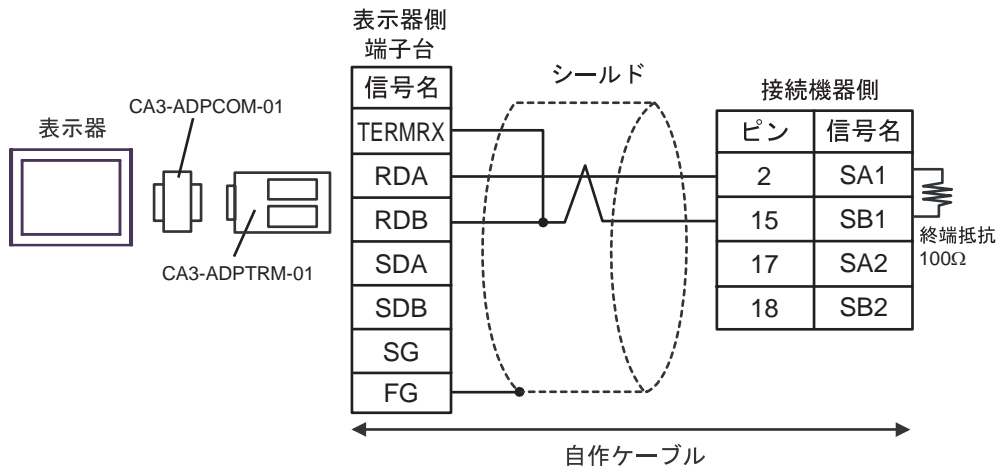 表示器側
端子台
シールド
接続機器側
CA3-ADPCOM-01
表示器
CA3-ADPTRM-01
信号名
TERMRX
RDA
RDB
SDA
SDB
SG
FG
ピン 信号名
2 SA1
15 SB1
17 SA2
18 SB2
終端抵抗
100Ω
自作ケーブル